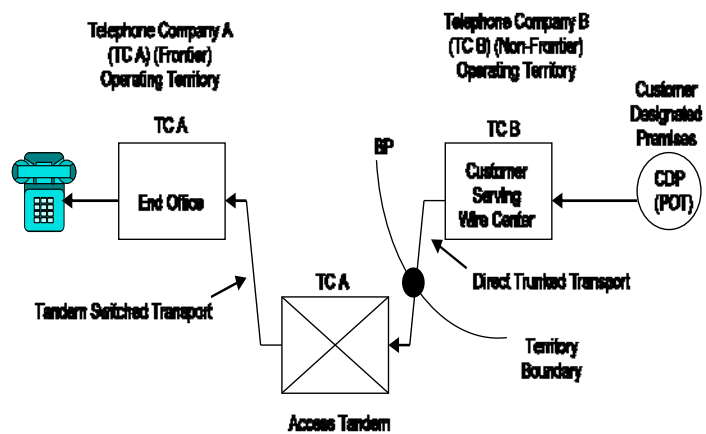 Telephone Company A
(TC A) (Frontier)
Operating Territory
Telephone Company B
(TC B) (Non-Frontier)
Operating Territory
Customer
Designated
Premises
TC A
BP
TC B
End Office
Customer
Serving
Wire Center
CDP
(POT)
TC A
Direct Trunked Transport
Tandem Switched Transport
Territory
Boundary
Access Tandem